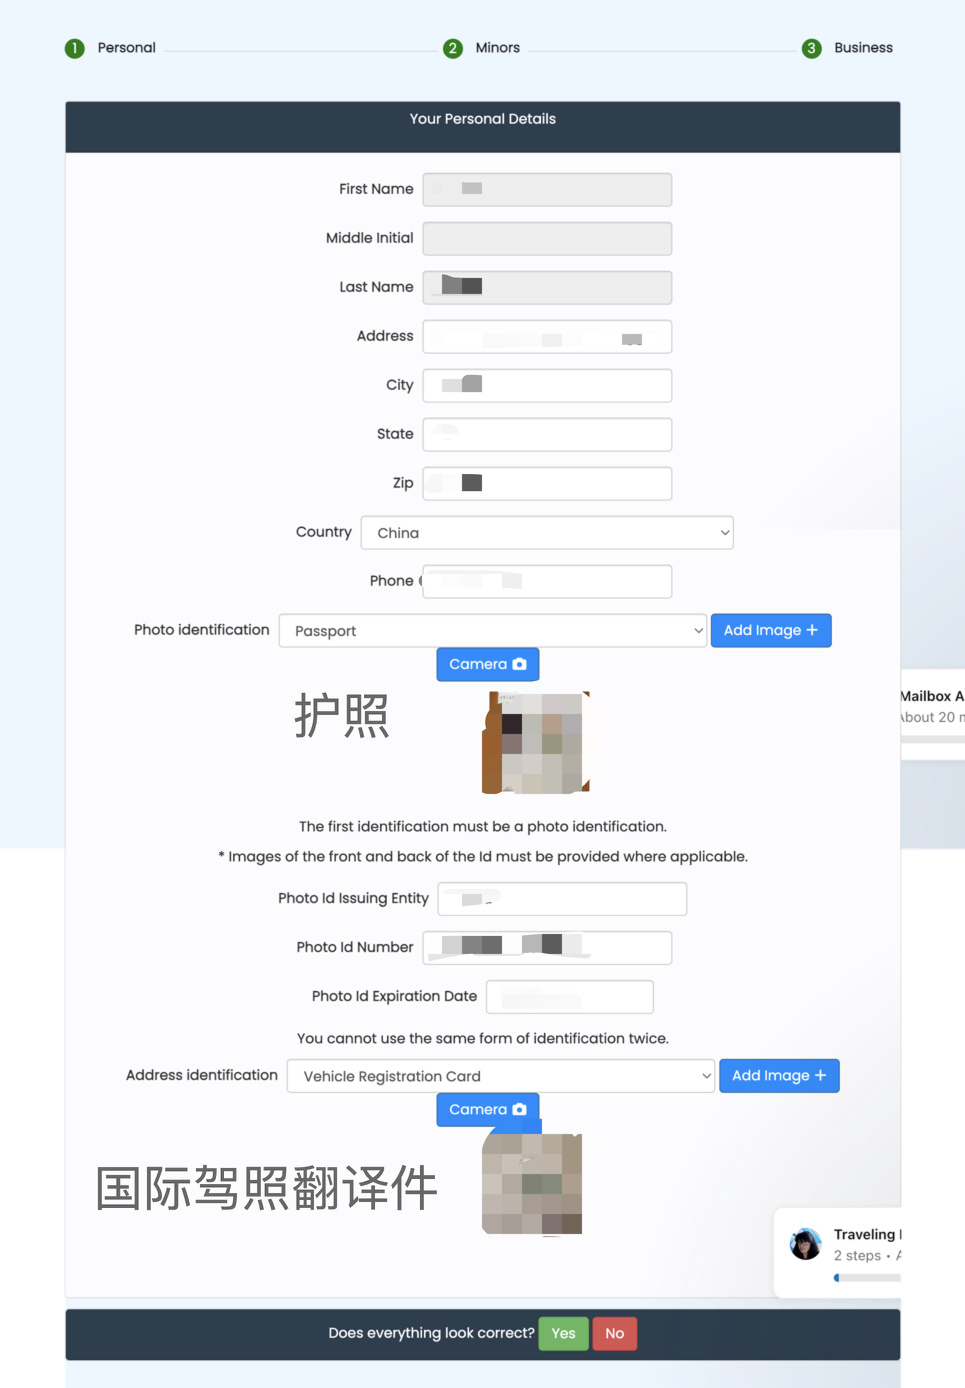 1 Personal
2 Minors
3 Business
Your Personal Details
First Name
Middle Initial
Last Name
Address
City
State
Zip
Country China
Phone
Photo identification Passport Add Image +
Camera
护照
Mailbox A
About 20 m
The first identification must be a photo identification.
* Images of the front and back of the Id must be provided where applicable.
Photo Id Issuing Entity
Photo Id Number
Photo Id Expiration Date
You cannot use the same form of identification twice.
Address identification Vehicle Registration Card Add Image +
Camera
国际驾照翻译件
Traveling
2 steps • A
Does everything look correct? Yes No